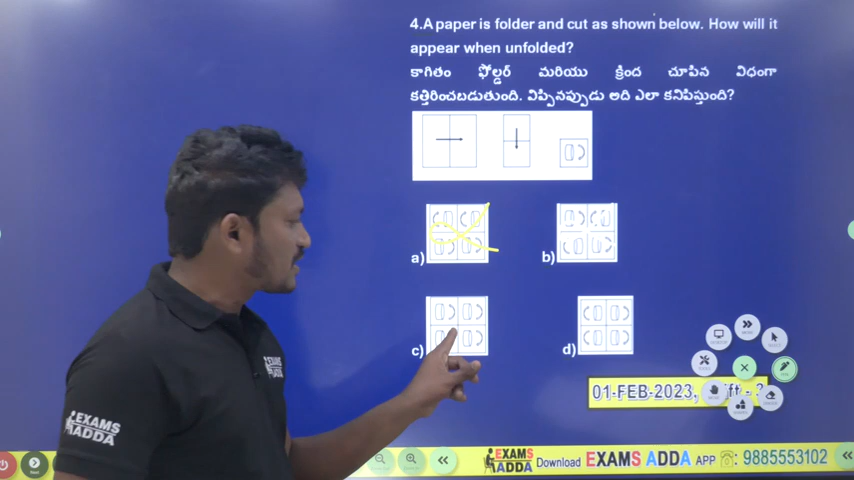 4.A paper is folder and cut as shown below. How will it
appear when unfolded?
కాగితం ఫోల్డర్ మరియు క్రింద చూపిన విధంగా
కత్తిరించబడుతుంది. విప్పినప్పుడు అది ఎలా కనిపిస్తుంది?
a)
b)
c)
d)
01-FEB-2023,
EXAMS
ADDA
EXAMS ADDA Download EXAMS ADDA APP : 9885553102